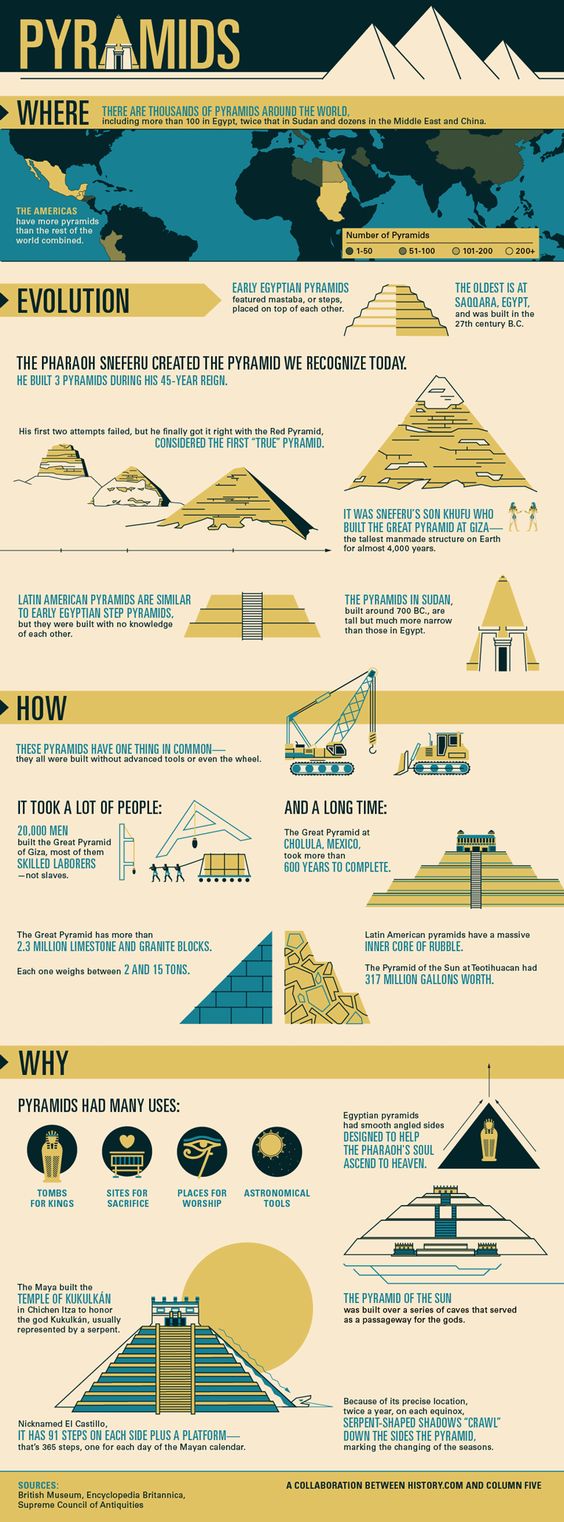 PYRAMIDS
WHERE
THERE ARE THOUSANDS OF PYRAMIDS AROUND THE WORLD,
including more than 100 in Egypt, twice that in Sudan and dozens in the Middle East and China.
THE AMERICAS
have more pyramids
than the rest of the
world combined.
Number of Pyramids
1-50 51-100 101-200 200+
EVOLUTION
EARLY EGYPTIAN PYRAMIDS
featured mastaba, or steps,
placed on top of each other.
THE OLDEST IS AT
SAQQARA, EGYPT,
and was built in the
27th century B.C.
THE PHARAOH SNEFERU CREATED THE PYRAMID WE RECOGNIZE TODAY.
HE BUILT 3 PYRAMIDS DURING HIS 45-YEAR REIGN.
His first two attempts failed, but he finally got it right with the Red Pyramid,
CONSIDERED THE FIRST "TRUE" PYRAMID.
IT WAS SNEFERU'S SON KHUFU WHO
BUILT THE GREAT PYRAMID AT GIZA—
the tallest manmade structure on Earth
for almost 4,000 years.
LATIN AMERICAN PYRAMIDS ARE SIMILAR
TO EARLY EGYPTIAN STEP PYRAMIDS,
but they were built with no knowledge
of each other.
THE PYRAMIDS IN SUDAN,
built around 700 BC., are
tall but much more narrow
than those in Egypt.
HOW
THESE PYRAMIDS HAVE ONE THING IN COMMON—
they all were built without advanced tools or even the wheel.
IT TOOK A LOT OF PEOPLE:
20,000 MEN
built the Great Pyramid
of Giza, most of them
SKILLED LABORERS
—not slaves.
AND A LONG TIME:
The Great Pyramid at
CHOLULA, MEXICO,
took more than
600 YEARS TO COMPLETE.
The Great Pyramid has more than
2.3 MILLION LIMESTONE AND GRANITE BLOCKS.
Each one weighs between 2 AND 15 TONS.
Latin American pyramids have a massive
INNER CORE OF RUBBLE.
The Pyramid of the Sun at Teotihuacan had
317 MILLION GALLONS WORTH.
WHY
PYRAMIDS HAD MANY USES:
TOMBS
FOR KINGS
SITES FOR
SACRIFICE
PLACES FOR
WORSHIP
ASTRONOMICAL
TOOLS
Egyptian pyramids
had smooth angled sides
DESIGNED TO HELP
THE PHARAOH'S SOUL
ASCEND TO HEAVEN.
THE PYRAMID OF THE SUN
was built over a series of caves that served
as a passageway for the gods.
The Maya built the
TEMPLE OF KUKULKÁN
in Chichen Itza to honor
the god Kukulkán, usually
represented by a serpent.
Nicknamed El Castillo,
IT HAS 91 STEPS ON EACH SIDE PLUS A PLATFORM—
that's 365 steps, one for each day of the Mayan calendar.
Because of its precise location,
twice a year, on each equinox,
SERPENT-SHAPED SHADOWS "CRAWL"
DOWN THE SIDES THE PYRAMID,
marking the changing of the seasons.
SOURCES:
British Museum, Encyclopedia Britannica,
Supreme Council of Antiquities
A COLLABORATION BETWEEN HISTORY.COM AND COLUMN FIVE